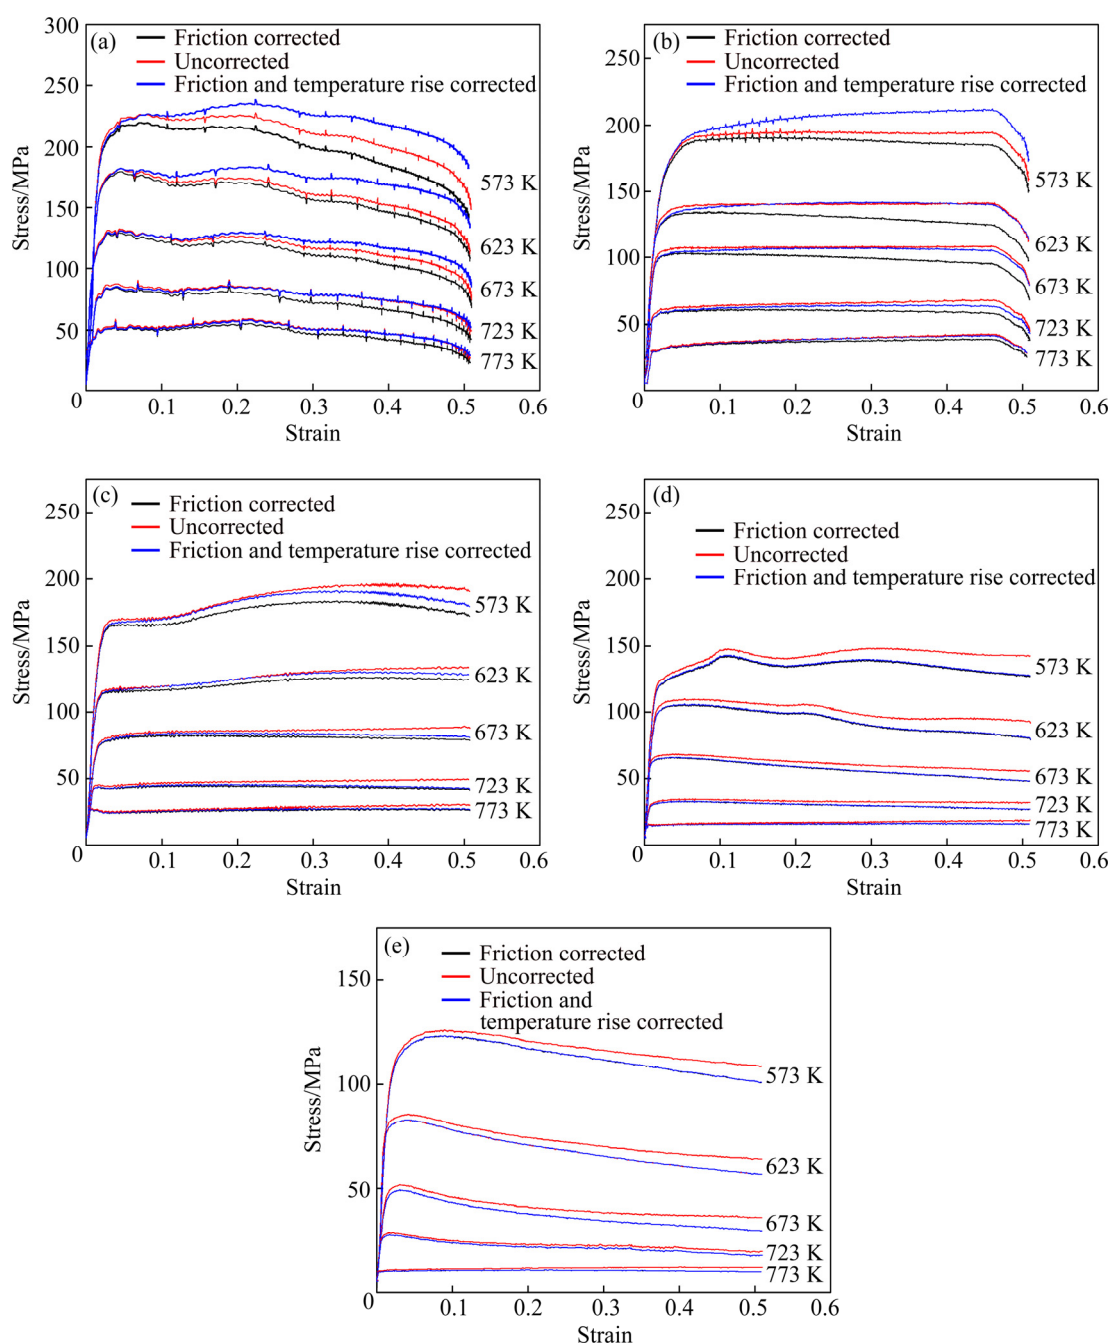 (a)
Friction corrected
Uncorrected
Friction and temperature rise corrected
300
250
200
150
100
50
0
0.1
0.2
0.3
0.4
0.5
0.6
Stress/MPa
Strain
573 K
623 K
673 K
723 K
773 K
(b)
Friction corrected
Uncorrected
Friction and temperature rise corrected
250
200
150
100
50
0
0.1
0.2
0.3
0.4
0.5
0.6
Stress/MPa
Strain
573 K
623 K
673 K
723 K
773 K
(c)
Friction corrected
Uncorrected
Friction and temperature rise corrected
250
200
150
100
50
0
0.1
0.2
0.3
0.4
0.5
0.6
Stress/MPa
Strain
573 K
623 K
673 K
723 K
773 K
(d)
Friction corrected
Uncorrected
Friction and temperature rise corrected
250
200
150
100
50
0
0.1
0.2
0.3
0.4
0.5
0.6
Stress/MPa
Strain
573 K
623 K
673 K
723 K
773 K
(e)
Friction corrected
Uncorrected
Friction and
temperature rise corrected
150
100
50
0
0.1
0.2
0.3
0.4
0.5
0.6
Stress/MPa
Strain
573 K
623 K
673 K
723 K
773 K